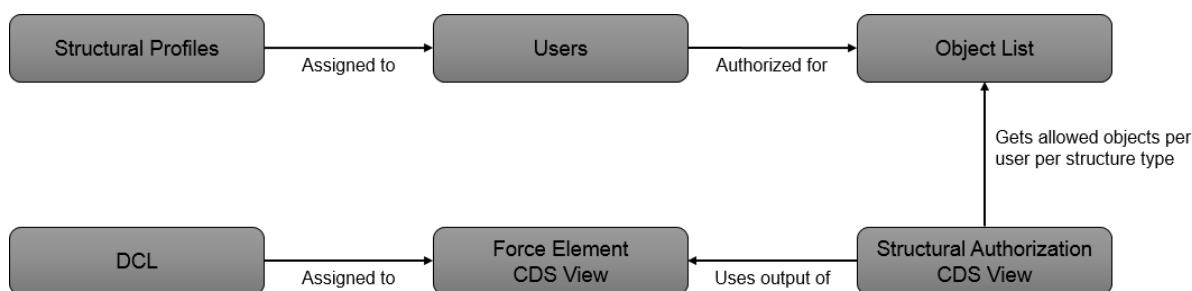 Structural Profiles
Assigned to
Users
Authorized for
Object List
Gets allowed objects per
user per structure type
DCL
Assigned to
Force Element
CDS View
Uses output of
Structural Authorization
CDS View